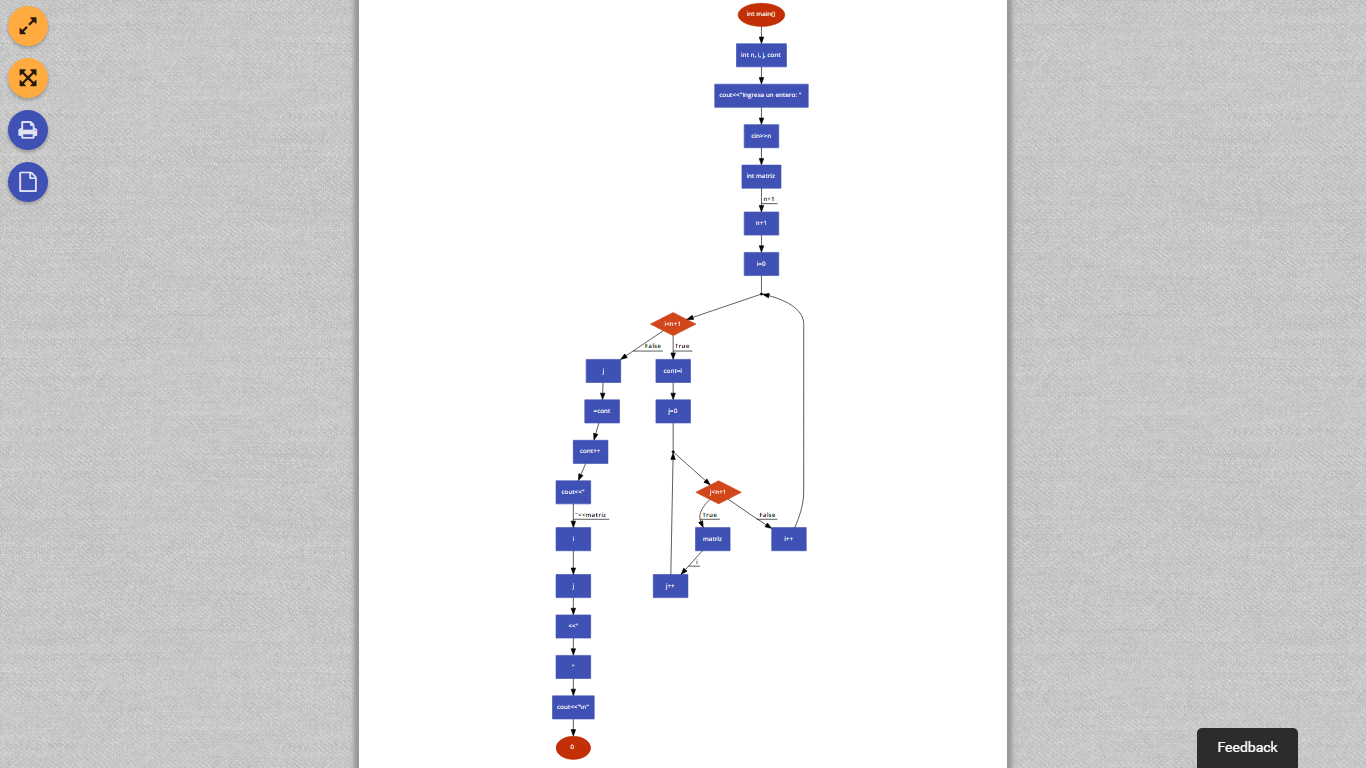 int main()
int n, i, j, cont
cout<<"Ingresa un entero: "
cin>>n
int matriz
n+1
n+1
i=0
i<n+1
False
True
j
=cont
cont++
cout<<"
"<<matriz
i
j
<<"
"
cout<<"\n"
0
cont=i
j=0
j<n+1
True
False
matriz
i
j++
i++
Feedback